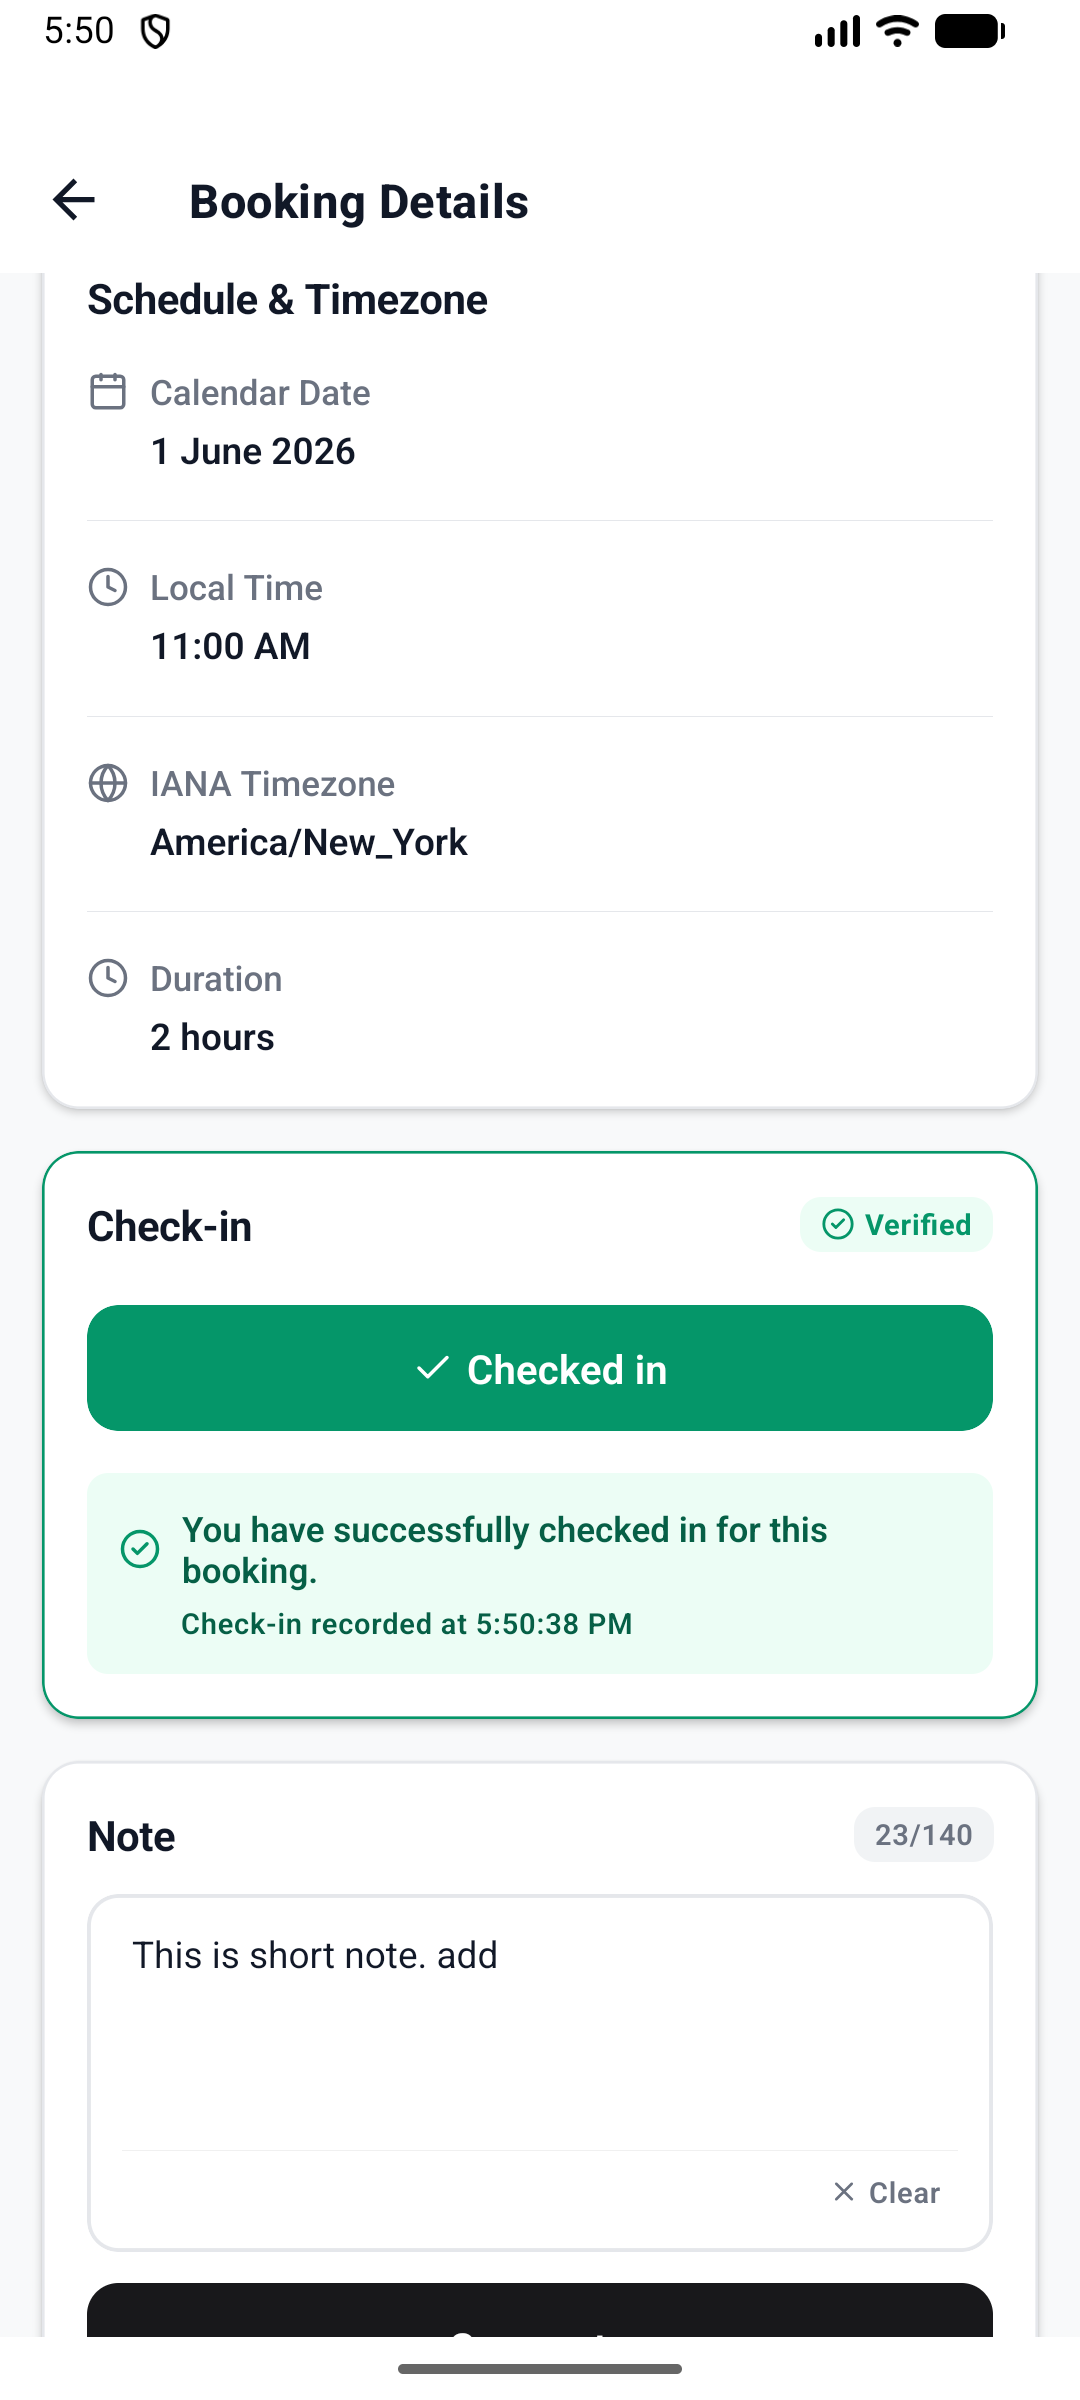 5:50
Booking Details
Schedule & Timezone
Calendar Date
1 June 2026
Local Time
11:00 AM
IANA Timezone
America/New_York
Duration
2 hours
Check-in
Verified
Checked in
You have successfully checked in for this
booking.
Check-in recorded at 5:50:38 PM
Note
23/140
This is short note. add
Clear